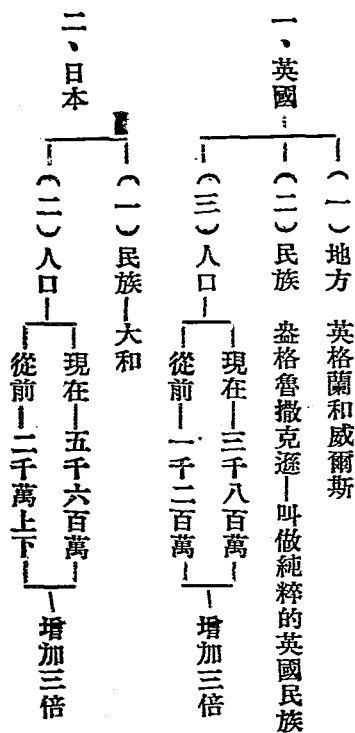 一、英國
（一）地方 英格蘭和威爾斯
（二）民族 盎格魯撒克遜—叫做純粹的英國民族
（三）人口
現在—三千八百萬
從前—一千二百萬
增加三倍
二、日本
（一）民族—大和
（二）人口
現在—五千六百萬
從前—二千萬上下
增加三倍